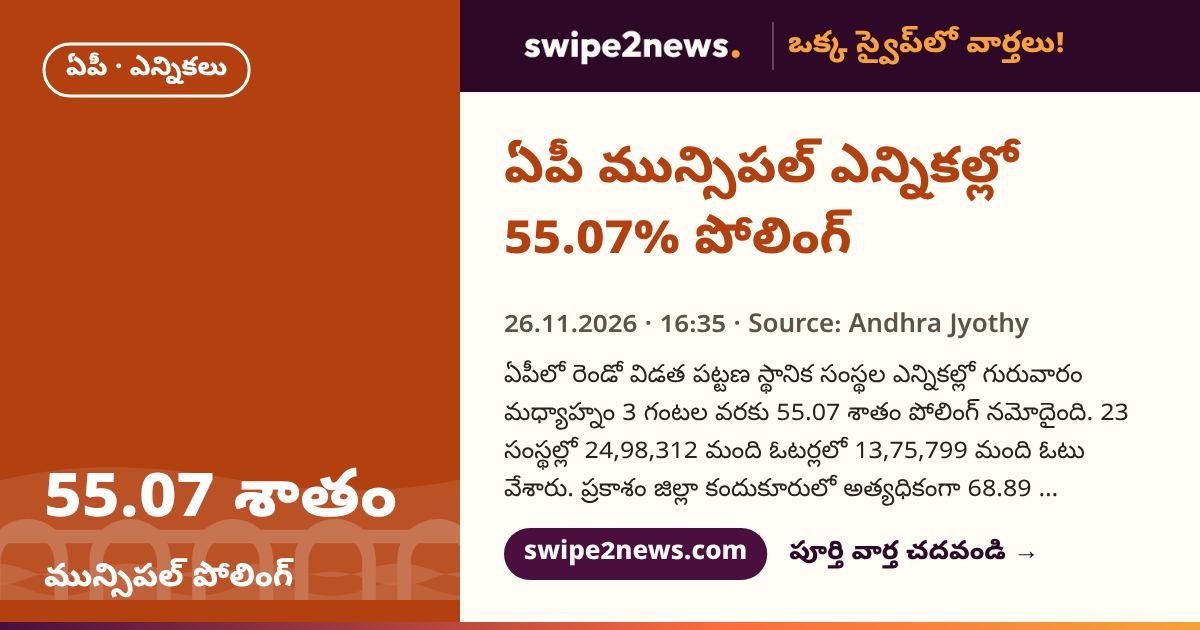 ఏపీ · ఎన్నికలు
55.07 శాతం
మున్సిపల్ పోలింగ్
swipe2news.
ఒక్క స్వైప్‌లో వార్తలు!
ఏపీ మున్సిపల్ ఎన్నికల్లో
55.07% పోలింగ్
26.11.2026 · 16:35 · Source: Andhra Jyothy
ఏపీలో రెండో విడత పట్టణ స్థానిక సంస్థల ఎన్నికల్లో గురువారం
మధ్యాహ్నం 3 గంటల వరకు 55.07 శాతం పోలింగ్ నమోదైంది. 23
సంస్థల్లో 24,98,312 మంది ఓటర్లలో 13,75,799 మంది ఓటు
వేశారు. ప్రకాశం జిల్లా కందుకూరులో అత్యధికంగా 68.89 ...
swipe2news.com
పూర్తి వార్త చదవండి →